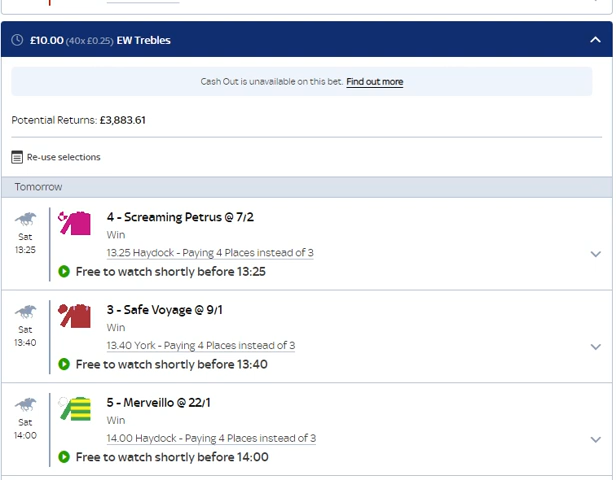 £10.00 (40x £0.25) EW Trebles
Cash Out is unavailable on this bet. Find out more
Potential Returns: £3,883.61
Re-use selections
Tomorrow
Sat
13:25
4 - Screaming Petrus @ 7/2
Win
13.25 Haydock - Paying 4 Places instead of 3
Free to watch shortly before 13:25
Sat
13:40
3 - Safe Voyage @ 9/1
Win
13.40 York - Paying 4 Places instead of 3
Free to watch shortly before 13:40
Sat
14:00
5 - Merveillo @ 22/1
Win
14.00 Haydock - Paying 4 Places instead of 3
Free to watch shortly before 14:00